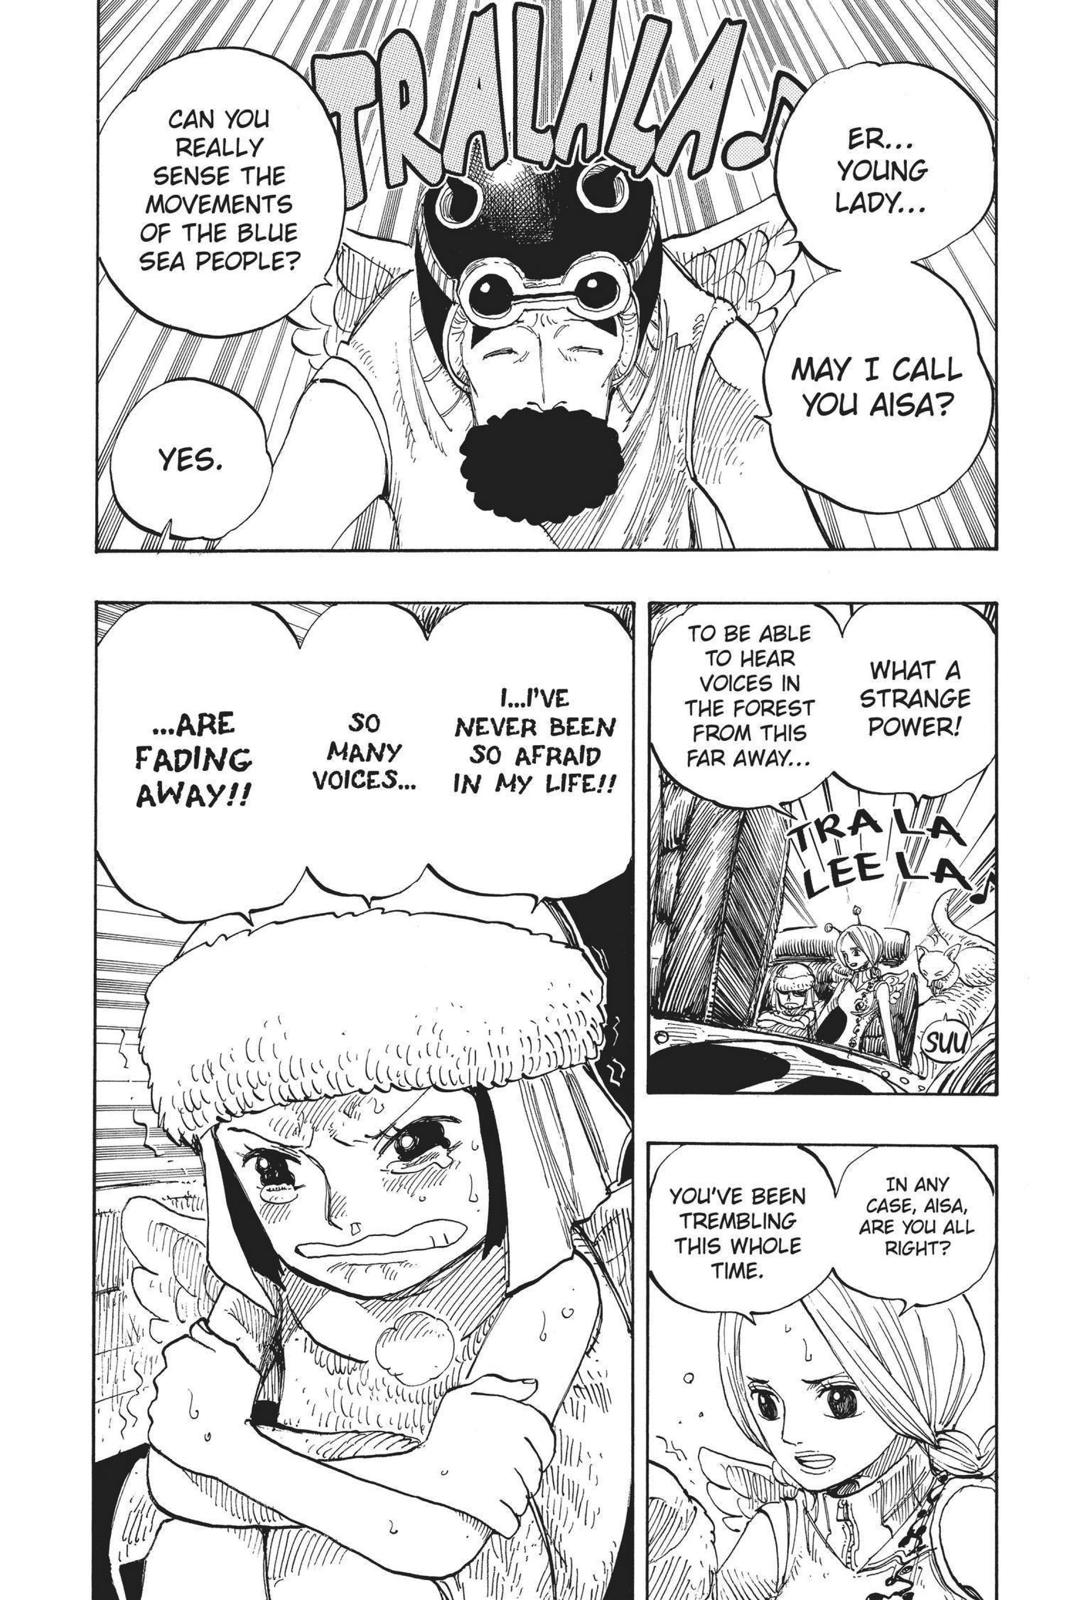 TRALALA♪
ER...
YOUNG
LADY...
MAY I CALL
YOU AISA?
CAN YOU
REALLY
SENSE THE
MOVEMENTS
OF THE BLUE
SEA PEOPLE?
YES.
WHAT A
STRANGE
POWER!
TO BE ABLE
TO HEAR
VOICES IN
THE FOREST
FROM THIS
FAR AWAY...
TRA LA
LEE LA♪
SUU
IN ANY
CASE, AISA,
ARE YOU ALL
RIGHT?
YOU'VE BEEN
TREMBLING
THIS WHOLE
TIME.
I...I'VE
NEVER BEEN
SO AFRAID
IN MY LIFE!!
SO
MANY
VOICES...
...ARE
FADING
AWAY!!